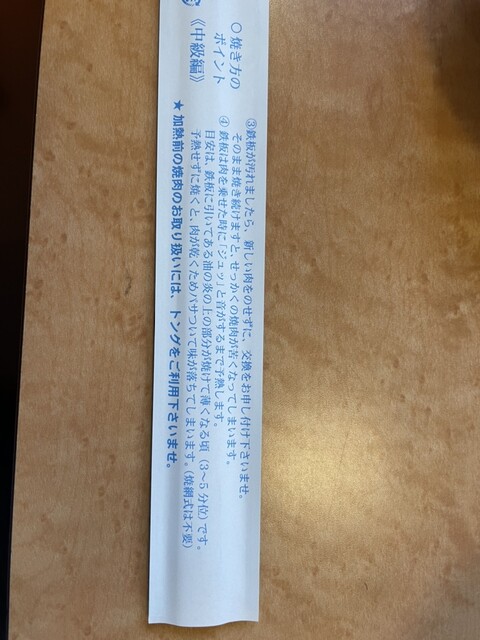 ○焼き方の
ポイント
《中級編》
③鉄板が汚れましたら、新しい肉をのせずに、交換をお申し付け下さいませ。
そのまま焼き続けますと、せっかくの焼肉が苦くなってしまいます。
④鉄板は肉を乗せた時に「ジュッ」と音がするまで予熱します。
目安は、鉄板に引いてある油の炎の上の部分が焼けて薄くなる頃(3〜5分位)です。
予熱せずに焼くと、肉が乾くためパサついて味が落ちてしまいます。(焼網式は不要)
★加熱前の焼肉のお取り扱いには、トングをご利用下さいませ。